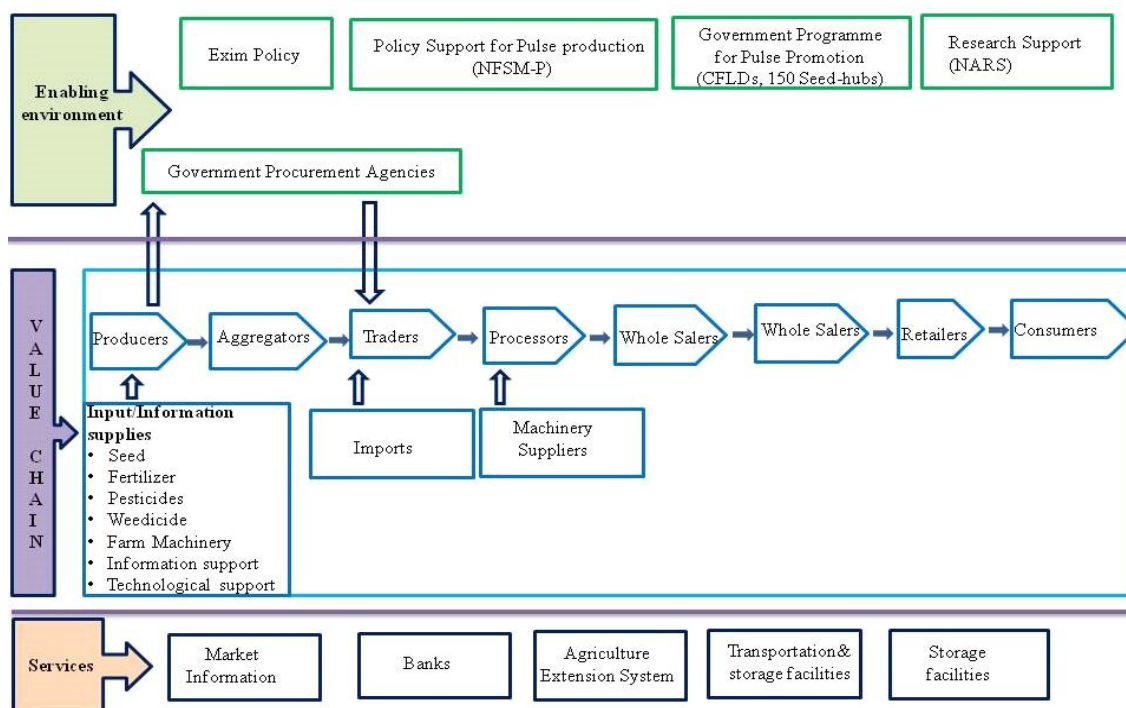 Exim Policy
Policy Support for Pulse production
(NFSM-P)
Government Programme
for Pulse Promotion
(CFLDs, 150 Seed-hubs)
Research Support
(NARS)
Enabling
environment
Government Procurement Agencies
VALUE CHAIN
Producers
Aggregators
Traders
Processors
Whole Salers
Whole Salers
Retailers
Consumers
Input/Information
supplies
• Seed
• Fertilizer
• Pesticides
• Weedicide
• Farm Machinery
• Information support
• Technological support
Imports
Machinery
Suppliers
Services
Market
Information
Banks
Agriculture
Extension System
Transportation&
storage facilities
Storage
facilities